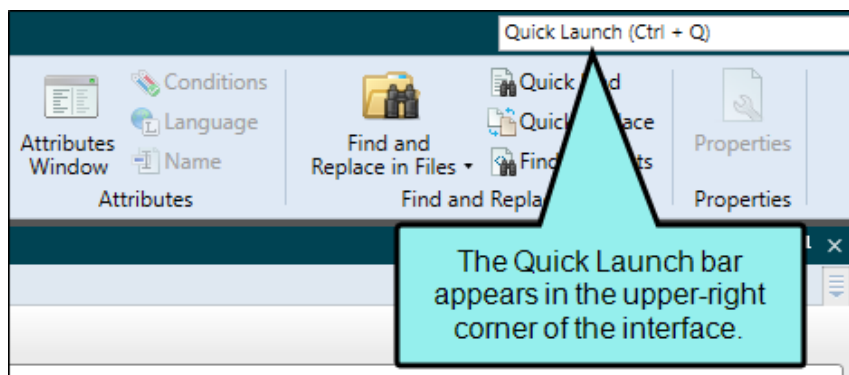 Quick Launch (Ctrl + Q)
Attributes
Window
Conditions
Language
Name
Attributes
Find and
Replace in Files
Quick
Quick
Find
Find and
Properties
Properties
The Quick Launch bar
appears in the upper-right
corner of the interface.